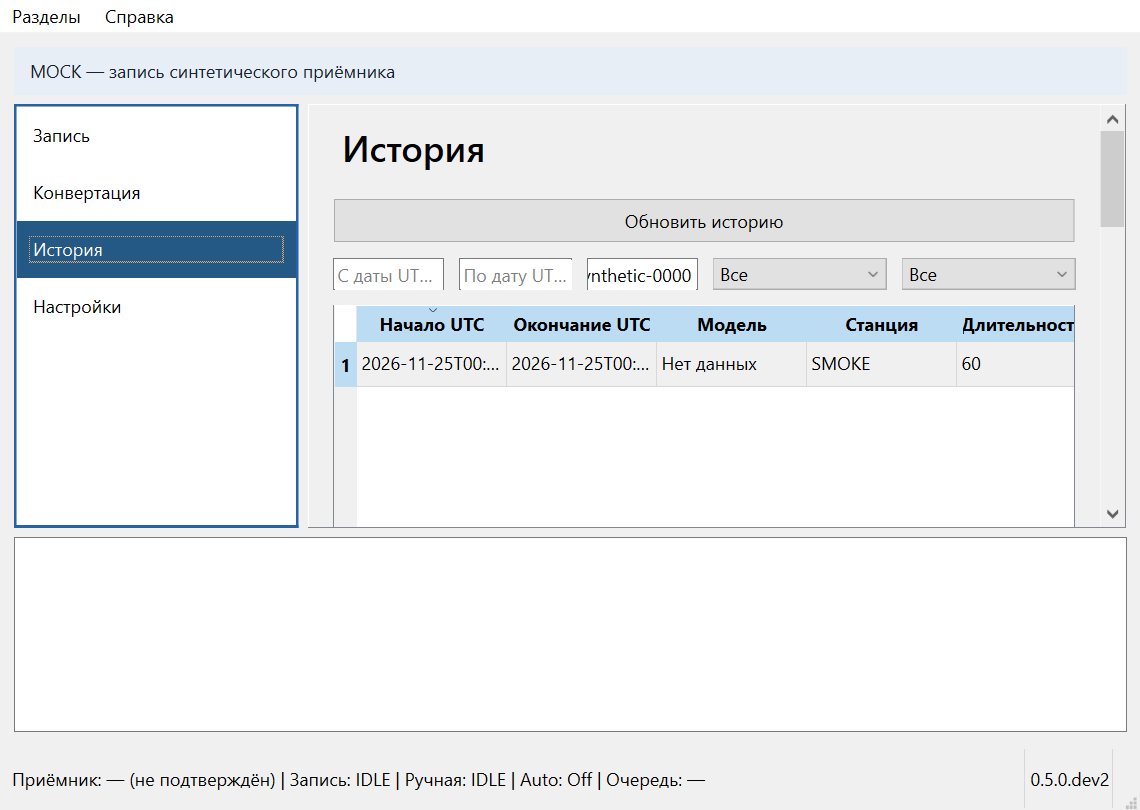 Разделы Справка
МОСК — запись синтетического приёмника
Запись
Конвертация
История
Настройки
История
Обновить историю
С даты UT... По дату UT... ynthetic-0000 Все Все
Начало UTC Окончание UTC Модель Станция Длительност
1 2026-11-25T00:... 2026-11-25T00:... Нет данных SMOKE 60
Приёмник: — (не подтверждён) | Запись: IDLE | Ручная: IDLE | Auto: Off | Очередь: —
0.5.0.dev2